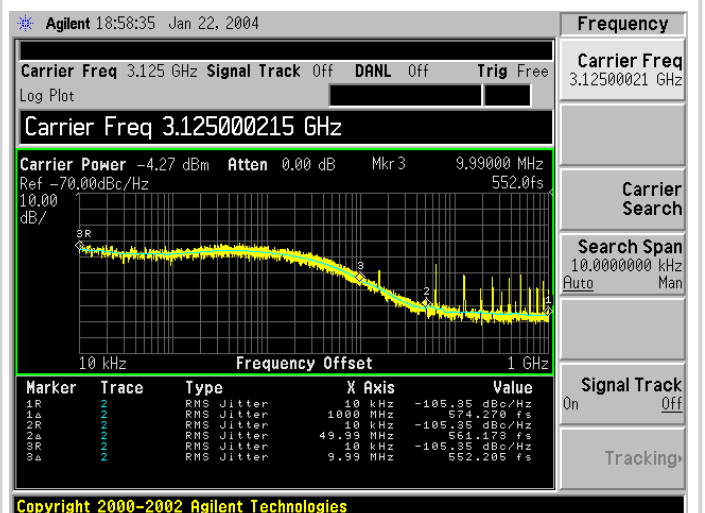 Agilent 18:58:35 Jan 22, 2004
Frequency
Carrier Freq 3.125 GHz Signal Track Off DANL Off Trig Free
Log Plot
Carrier Freq 3.125000215 GHz
Carrier Power -4.27 dBm Atten 0.00 dB Mkr 3 9.99000 MHz
Ref -70.00dBc/Hz 552.0fs
10.00
dB/
3R
3
2
1
10 kHz Frequency Offset 1 GHz
Marker Trace Type X Axis Value
1R 2 RMS Jitter 10 kHz -105.35 dBc/Hz
1Δ 2 RMS Jitter 1000 MHz 574.270 fs
2R 2 RMS Jitter 10 kHz -105.35 dBc/Hz
2Δ 2 RMS Jitter 49.99 MHz 561.173 fs
3R 2 RMS Jitter 10 kHz -105.35 dBc/Hz
3Δ 2 RMS Jitter 9.99 MHz 552.205 fs
Copyright 2000-2002 Agilent Technologies
Carrier Freq
3.12500021 GHz
Carrier
Search
Search Span
10.0000000 kHz
Auto Man
Signal Track
On Off
Tracking